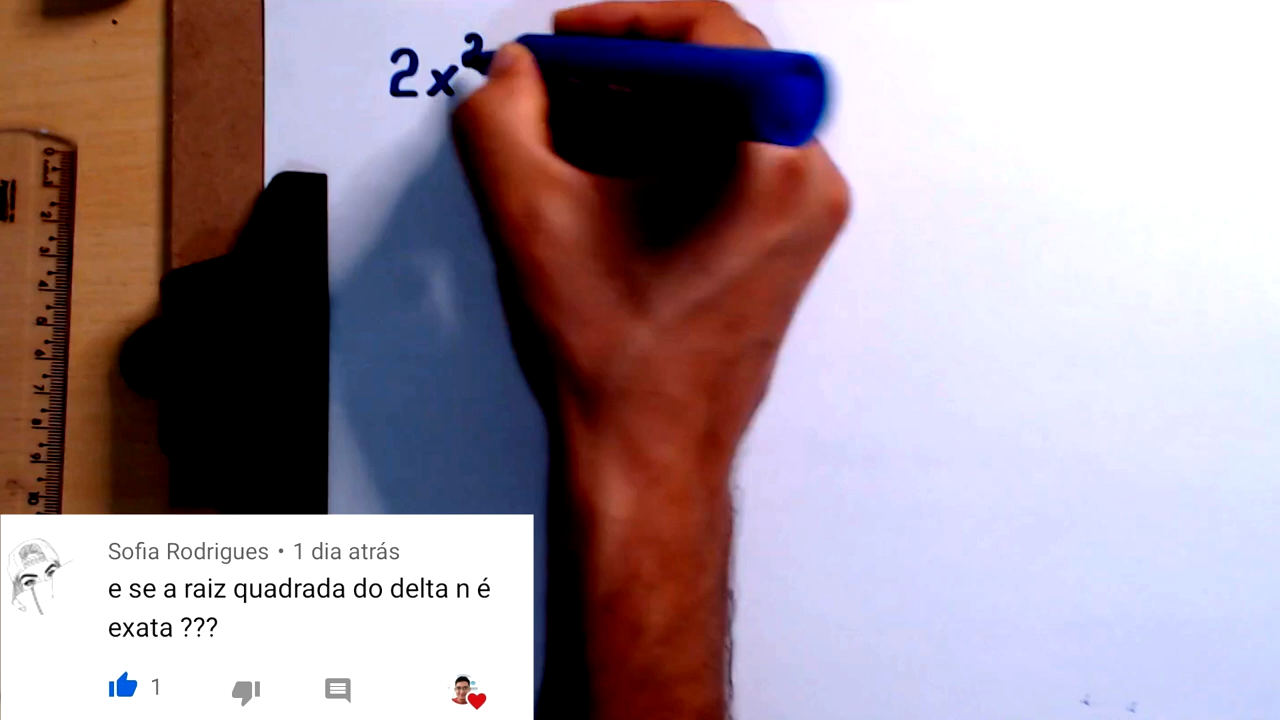 2x²
Sofia Rodrigues • 1 dia atrás
e se a raiz quadrada do delta n é
exata ???
1